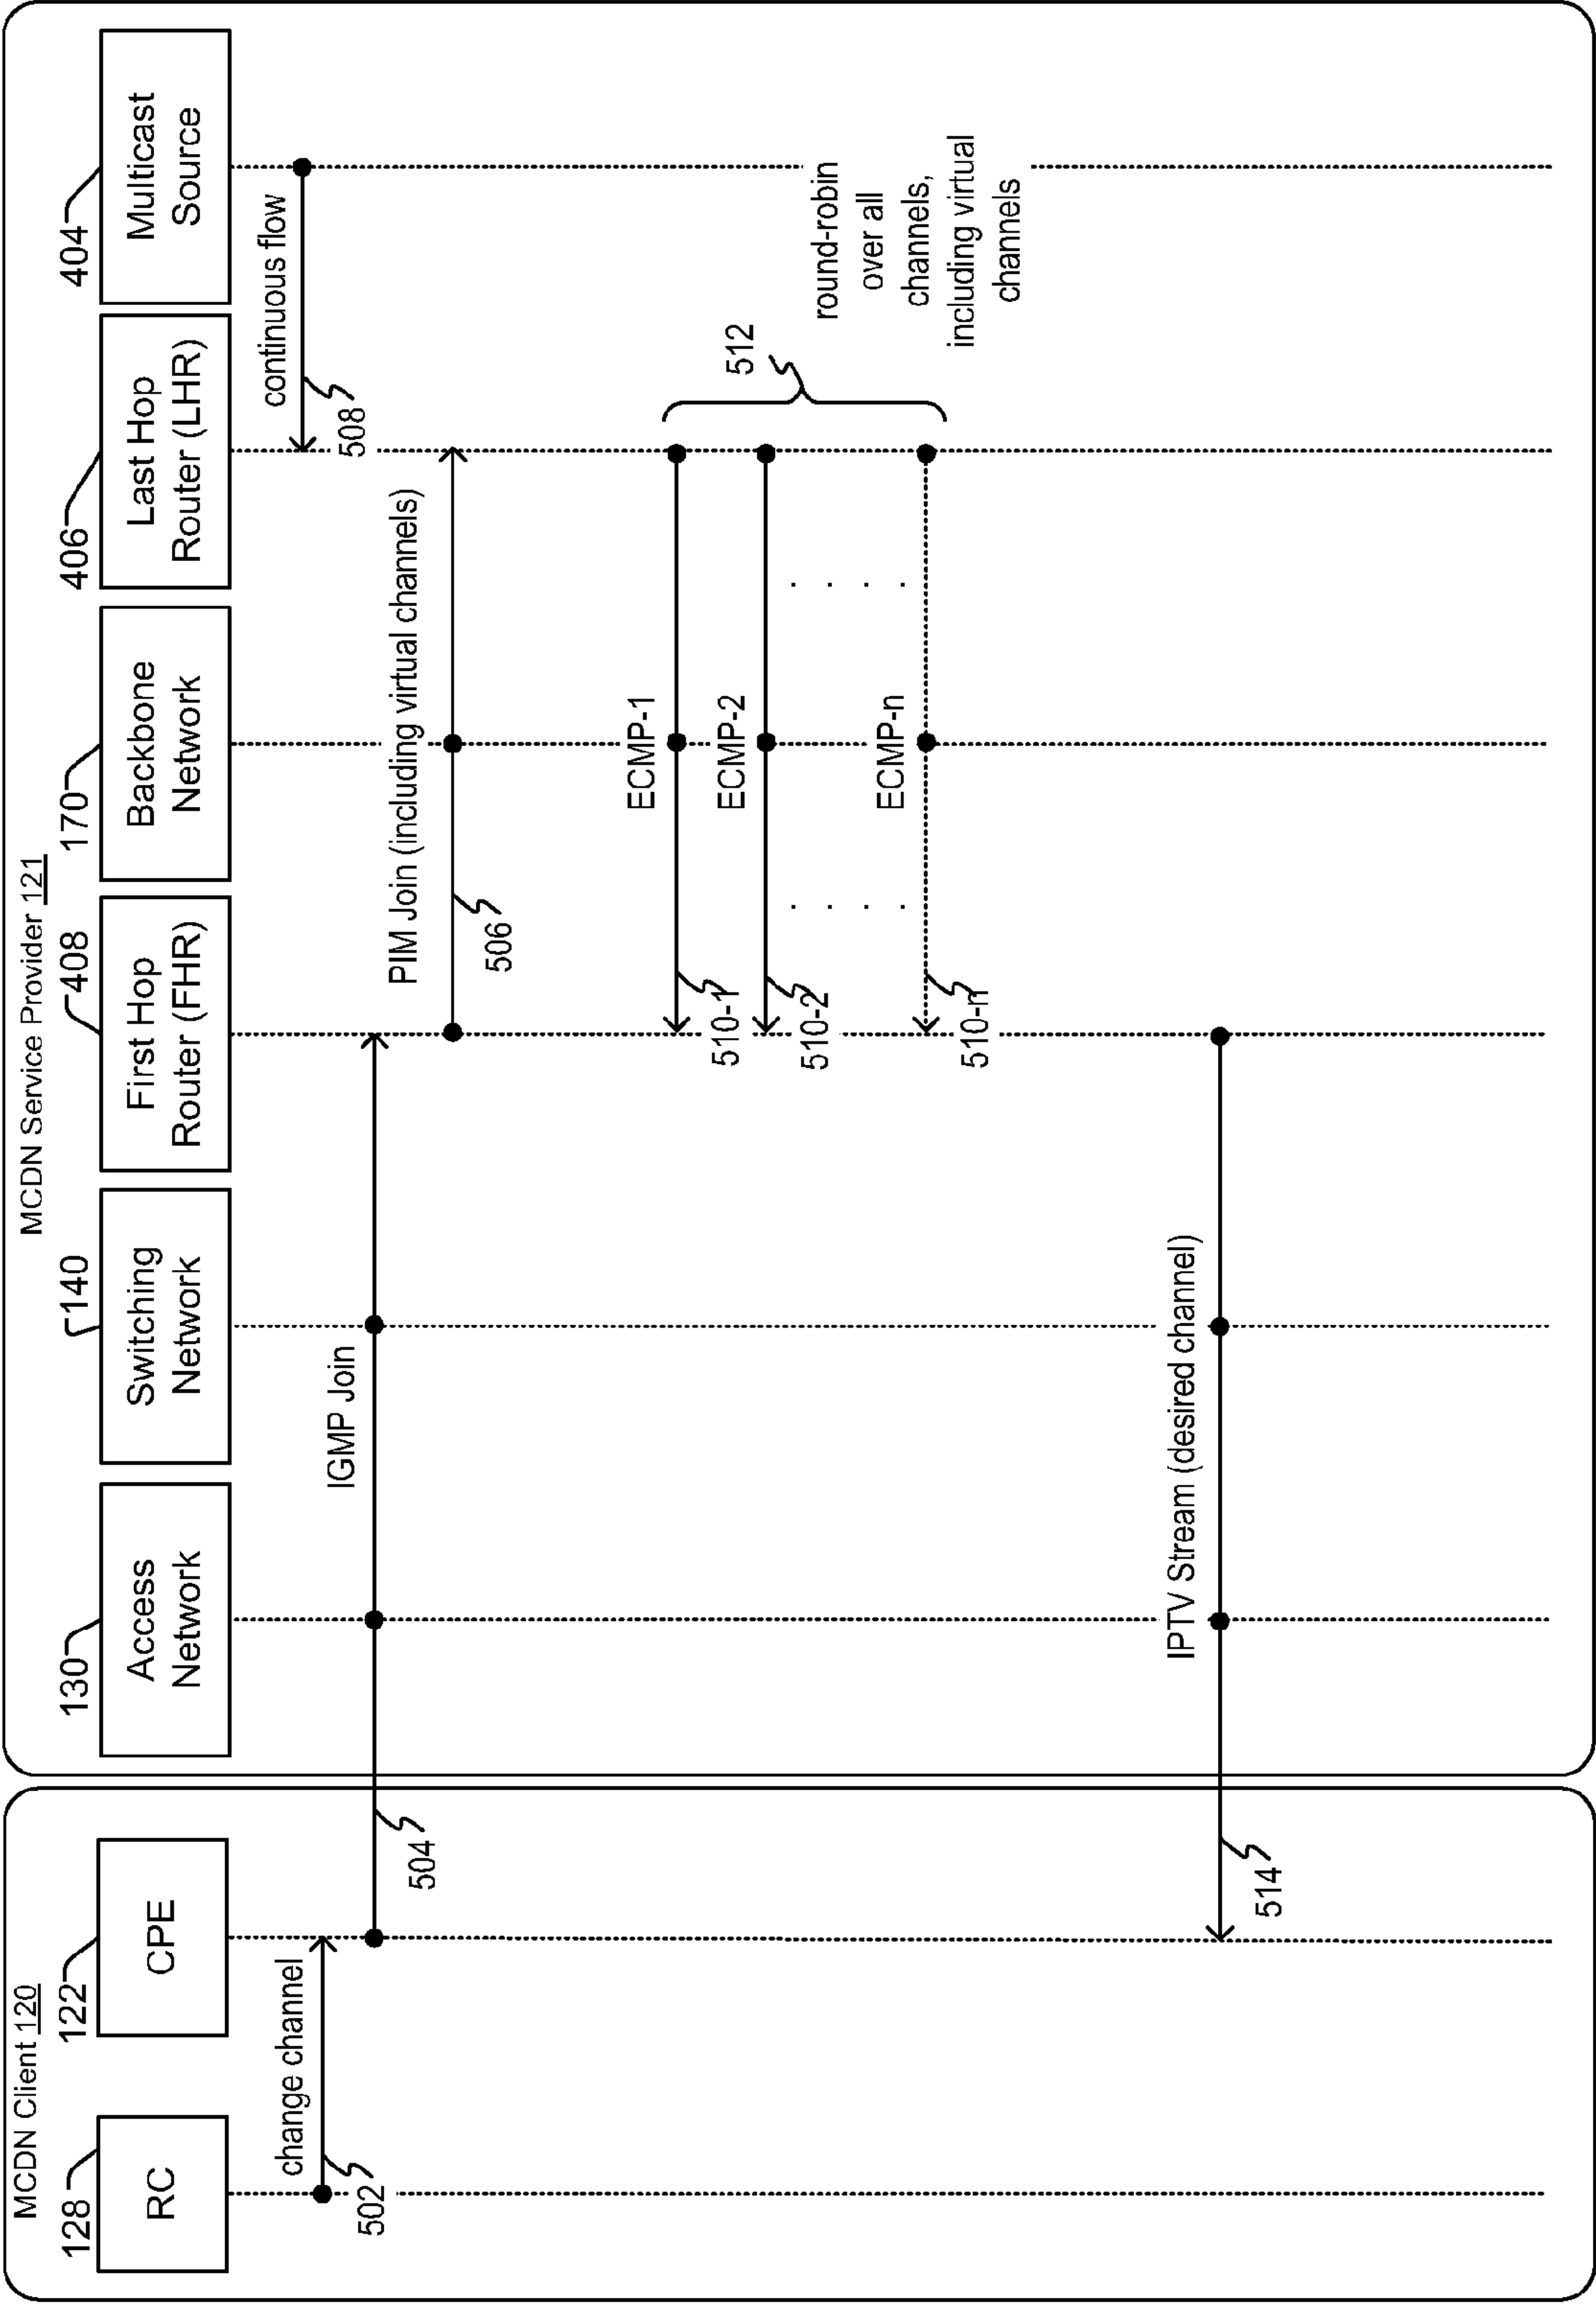 MCDN Client 120
MCDN Service Provider 121
128
122
130
140
408
170
406
404
RC
CPE
Access
Network
Switching
Network
First Hop
Router (FHR)
Backbone
Network
Last Hop
Router (LHR)
Multicast
Source
change channel
502
continuous flow
508
IGMP Join
504
PIM Join (including virtual channels)
506
ECMP-1
510-1
ECMP-2
510-2
. . . .
. . . .
ECMP-n
510-n
512
round-robin
over all
channels,
including virtual
channels
IPTV Stream (desired channel)
514